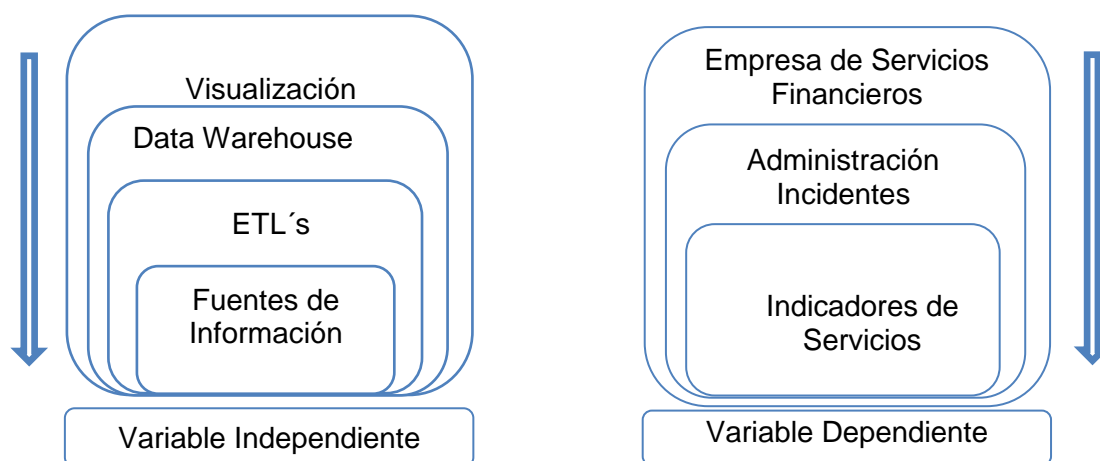 Visualización
Data Warehouse
ETL´s
Fuentes de
Información
Variable Independiente
Empresa de Servicios
Financieros
Administración
Incidentes
Indicadores de
Servicios
Variable Dependiente